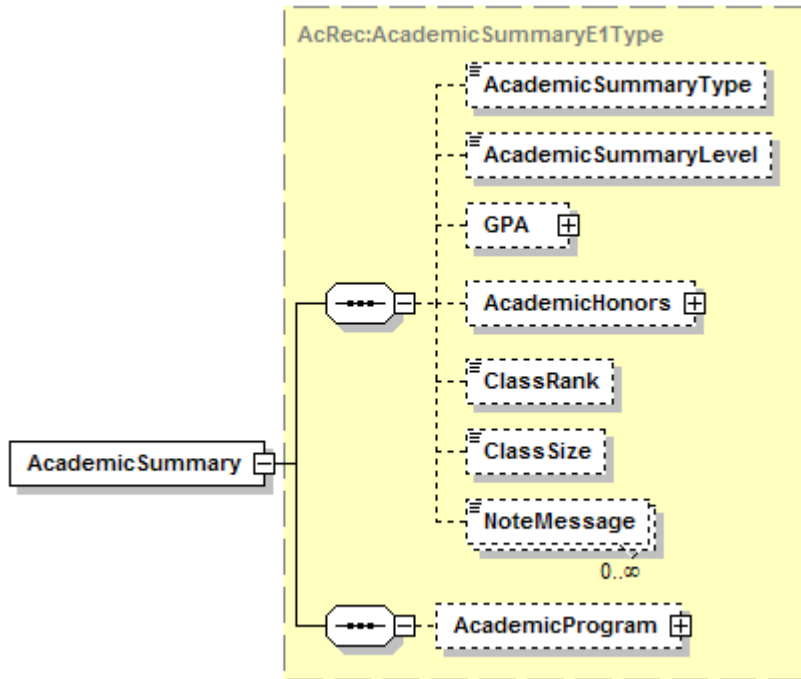 AcRec:AcademicSummaryE1Type
AcademicSummaryType
AcademicSummaryLevel
GPA
AcademicHonors
ClassRank
ClassSize
AcademicSummary
NoteMessage
0..∞
AcademicProgram